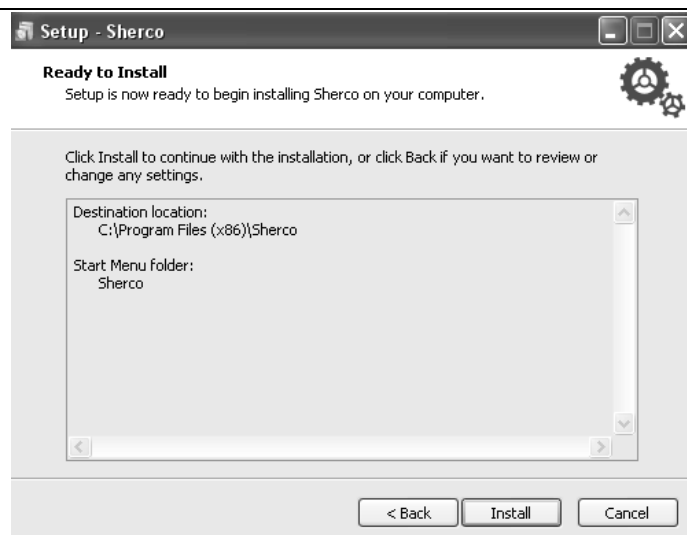 Setup - Sherco
Ready to Install
Setup is now ready to begin installing Sherco on your computer.
Click Install to continue with the installation, or click Back if you want to review or
change any settings.
Destination location:
C:\Program Files (x86)\Sherco
Start Menu folder:
Sherco
< Back
Install
Cancel